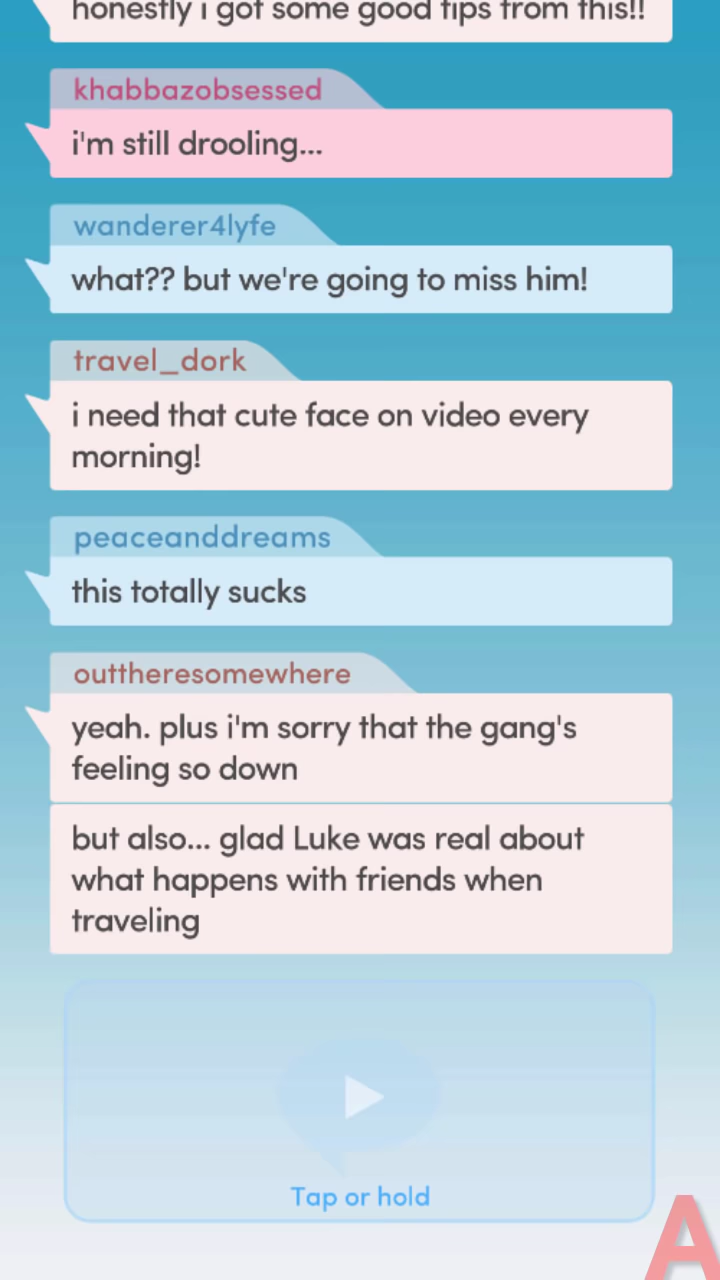 honestly i got some good tips from this!!
khabbazobsessed
i'm still drooling...
wanderer4lyfe
what?? but we're going to miss him!
travel_dork
i need that cute face on video every
morning!
peaceanddreams
this totally sucks
outtheresomewhere
yeah. plus i'm sorry that the gang's
feeling so down
but also... glad Luke was real about
what happens with friends when
traveling
Tap or hold
A